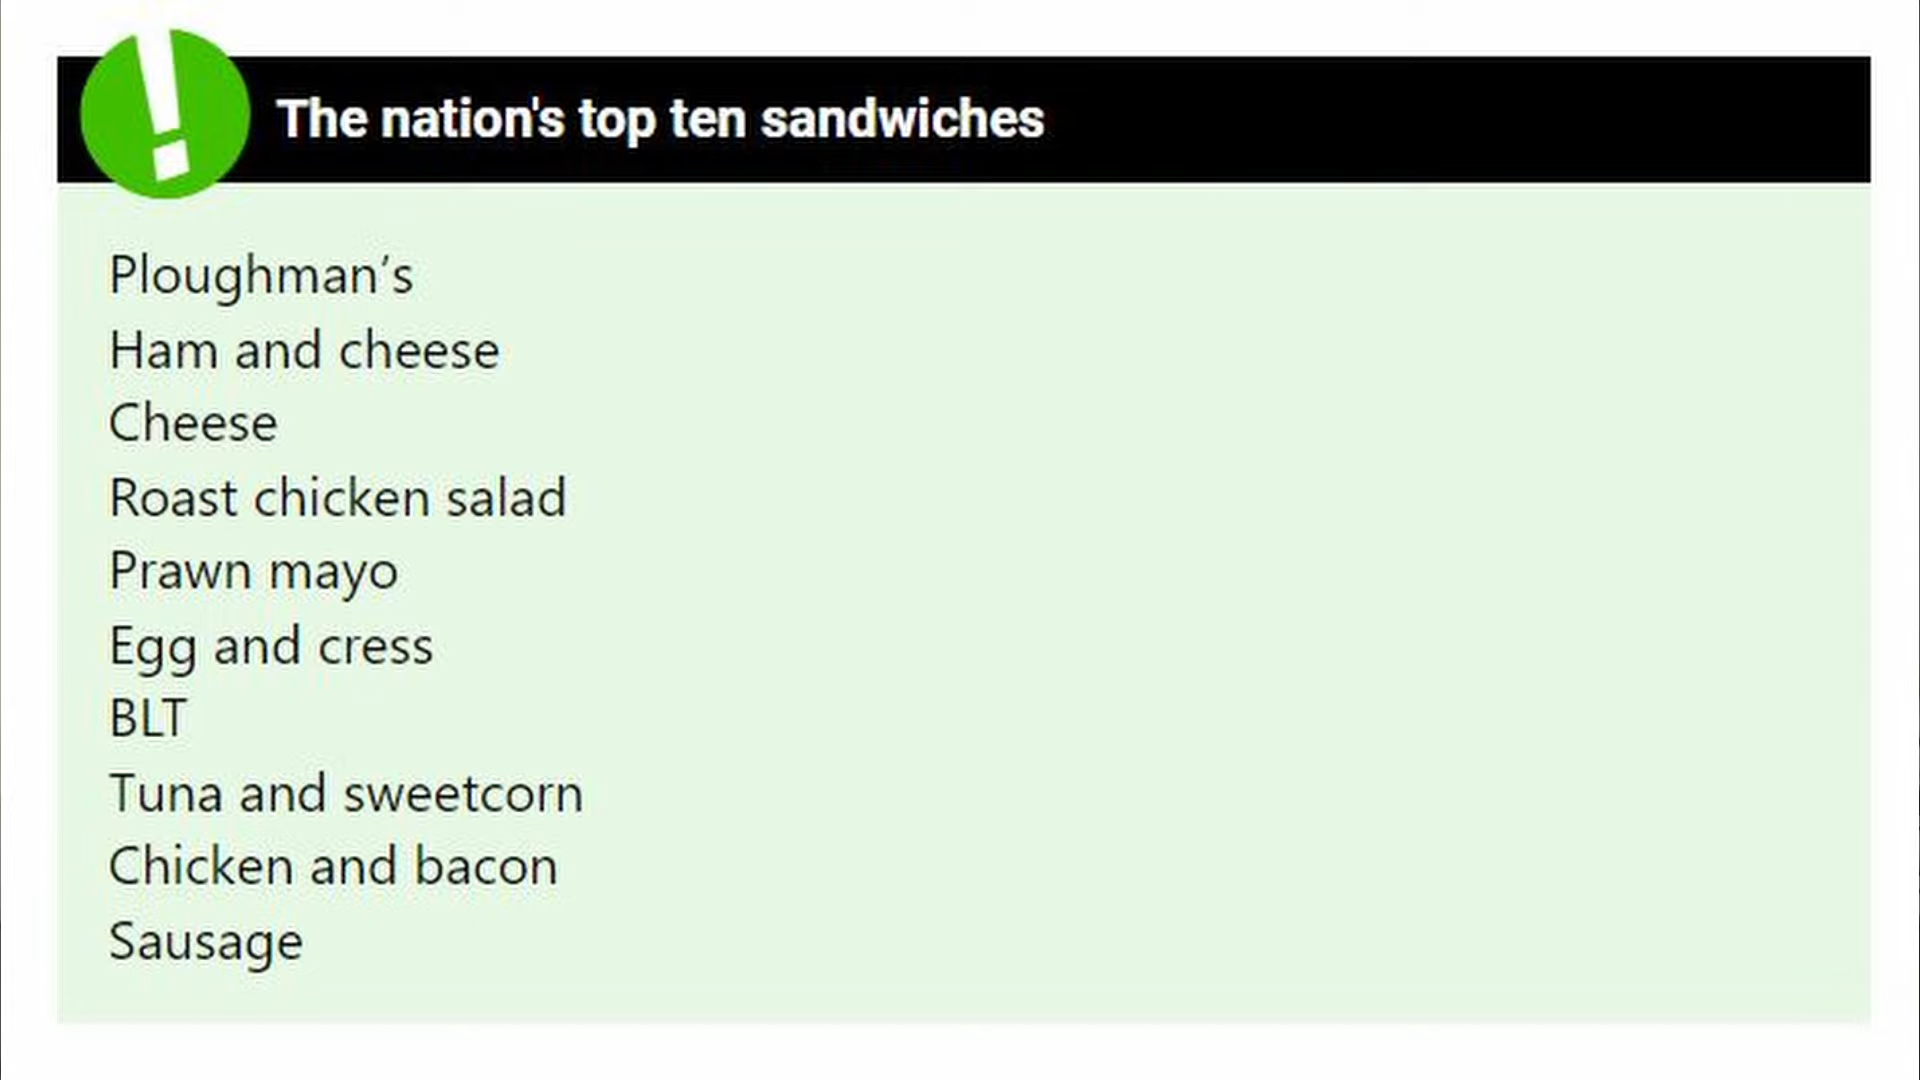 The nation's top ten sandwiches
Ploughman’s
Ham and cheese
Cheese
Roast chicken salad
Prawn mayo
Egg and cress
BLT
Tuna and sweetcorn
Chicken and bacon
Sausage